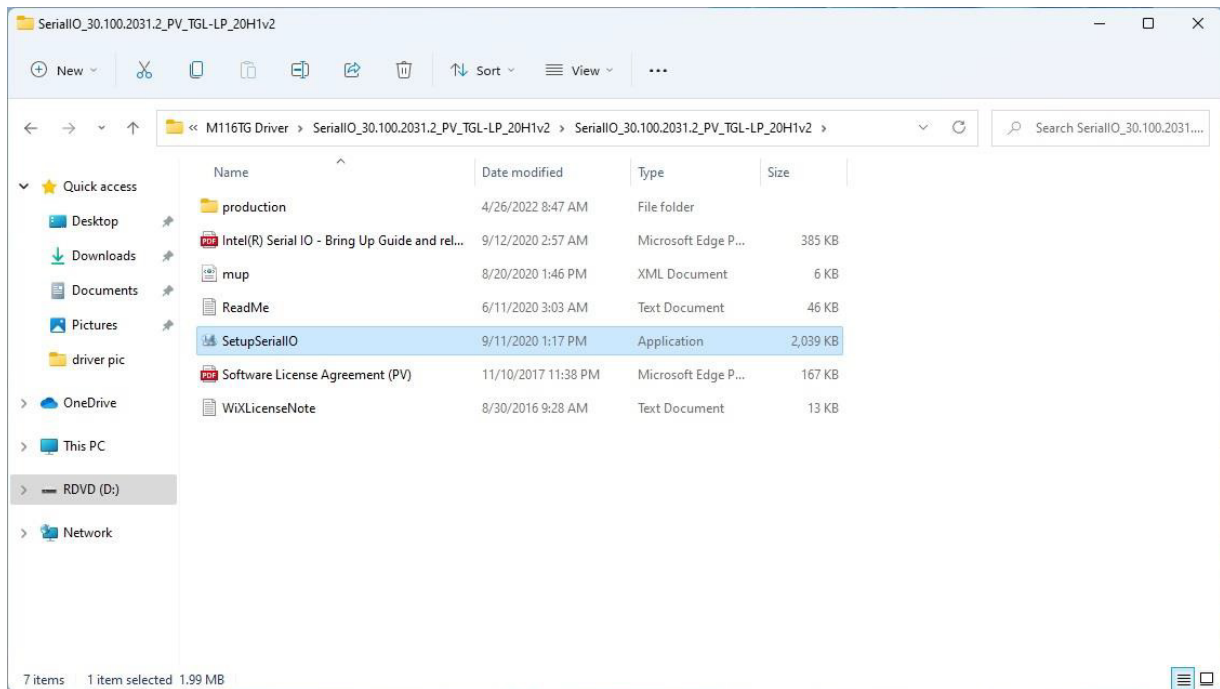 SerialIO_30.100.2031.2_PV_TGL-LP_20H1v2
New Sort View
« M116TG Driver > SerialIO_30.100.2031.2_PV_TGL-LP_20H1v2 > SerialIO_30.100.2031.2_PV_TGL-LP_20H1v2 > Search SerialIO_30.100.2031....
Name Date modified Type Size
Quick access
Desktop
Downloads
Documents
Pictures
driver pic
OneDrive
This PC
RDVD (D:)
Network
production 4/26/2022 8:47 AM File folder
PDF Intel(R) Serial IO - Bring Up Guide and rel... 9/12/2020 2:57 AM Microsoft Edge P... 385 KB
mup 8/20/2020 1:46 PM XML Document 6 KB
ReadMe 6/11/2020 3:03 AM Text Document 46 KB
SetupSerialIO 9/11/2020 1:17 PM Application 2,039 KB
PDF Software License Agreement (PV) 11/10/2017 11:38 PM Microsoft Edge P... 167 KB
WiXLicenseNote 8/30/2016 9:28 AM Text Document 13 KB
7 items 1 item selected 1.99 MB